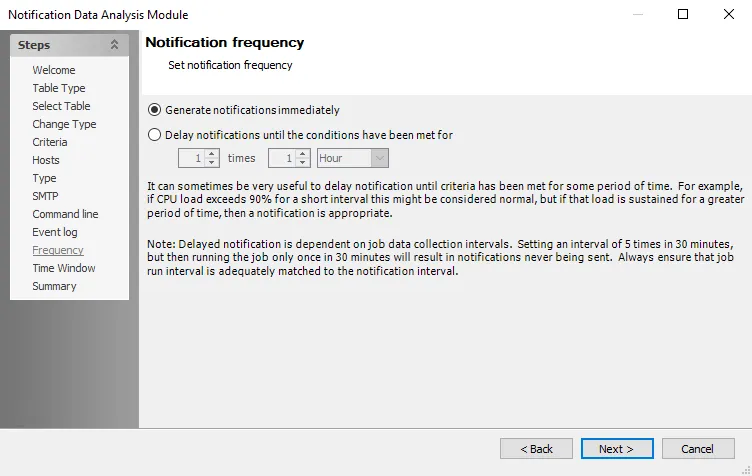 Notification Data Analysis Module
Steps
Welcome
Table Type
Select Table
Change Type
Criteria
Hosts
Type
SMTP
Command line
Event log
Frequency
Time Window
Summary
Notification frequency
Set notification frequency
Generate notifications immediately
Delay notifications until the conditions have been met for
1 times 1 Hour
It can sometimes be very useful to delay notification until criteria has been met for some period of time.  For example,
if CPU load exceeds 90% for a short interval this might be considered normal, but if that load is sustained for a greater
period of time, then a notification is appropriate.
Note: Delayed notification is dependent on job data collection intervals.  Setting an interval of 5 times in 30 minutes,
but then running the job only once in 30 minutes will result in notifications never being sent.  Always ensure that job
run interval is adequately matched to the notification interval.
< Back
Next >
Cancel